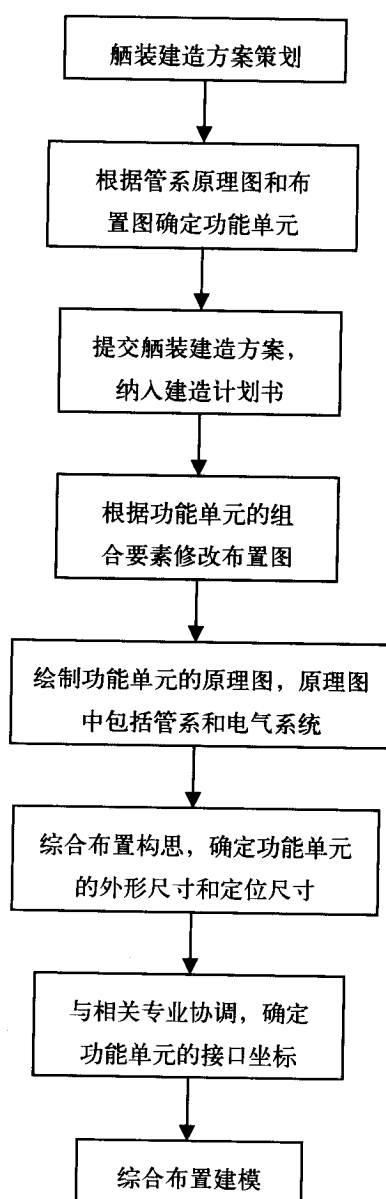 舾装建造方案策划
根据管系原理图和布
置图确定功能单元
提交舾装建造方案，
纳入建造计划书
根据功能单元的组
合要素修改布置图
绘制功能单元的原理图，原理图
中包括管系和电气系统
综合布置构思，确定功能单元
的外形尺寸和定位尺寸
与相关专业协调，确定
功能单元的接口坐标
综合布置建模